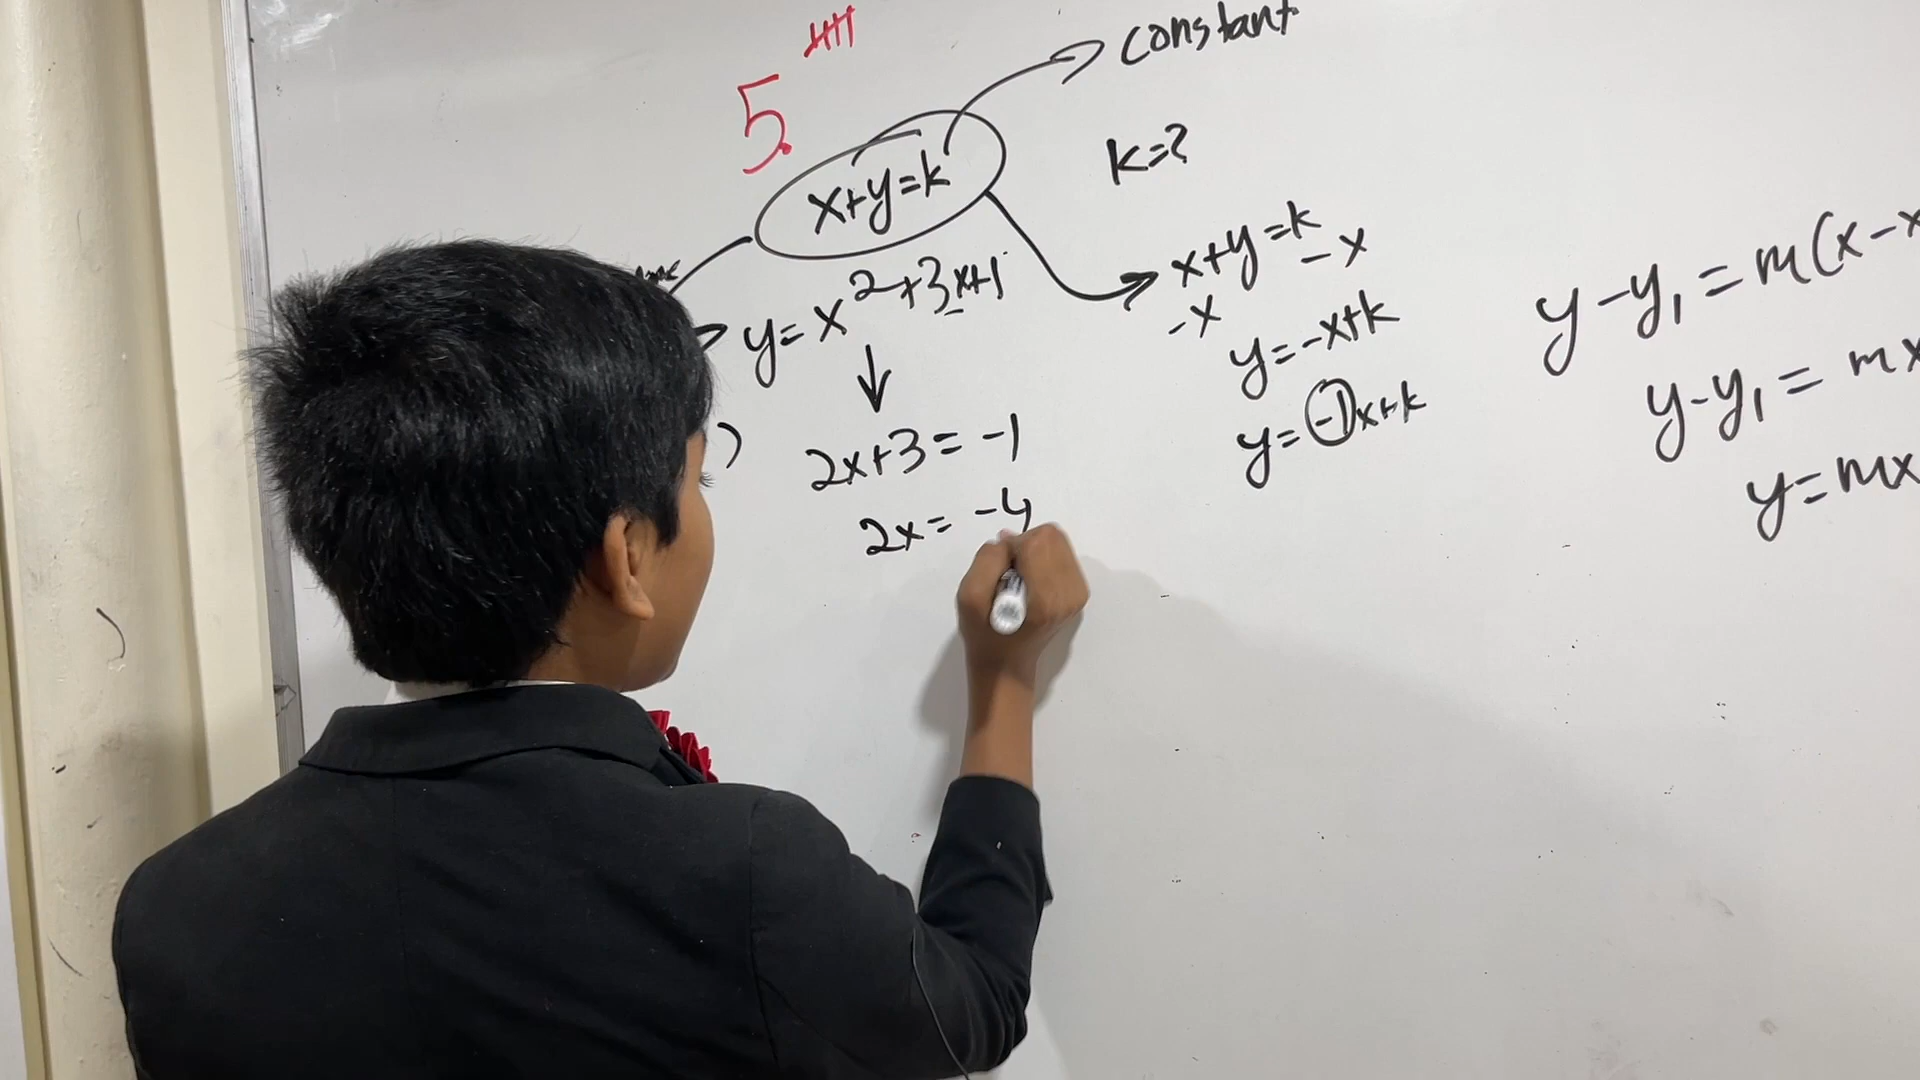 constant
5.
x+y=k
k=?
y=x²+3x+1
2x+3=-1
2x=-4
x+y=k
-x -x
y=-x+k
y=-1x+k
y-y₁=m(x-x
y-y₁=mx
y=mx